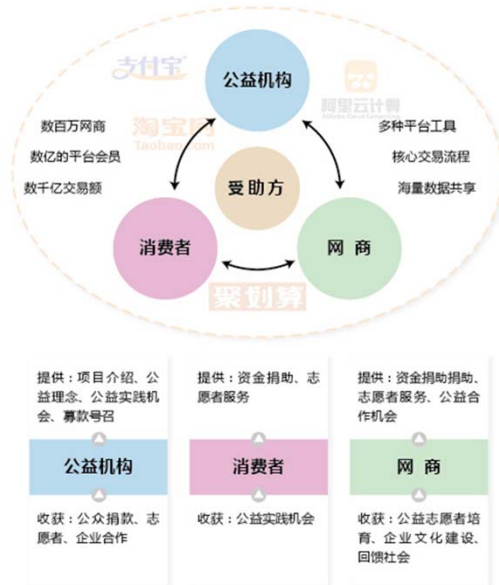 支付宝
公益机构
阿里云计算
数百万网商
淘宝网
Taobao.com
多种平台工具
数亿的平台会员
核心交易流程
数千亿交易额
受助方
海量数据共享
消费者
网 商
聚划算
提供：项目介绍、公
益理念、公益实践机
会、募款号召
公益机构
收获：公众捐款、志
愿者、企业合作
提供：资金捐助、志
愿者服务
消费者
收获：公益实践机会
提供：资金捐助捐助、
志愿者服务、公益合
作机会
网 商
收获：公益志愿者培
育、企业文化建设、
回馈社会